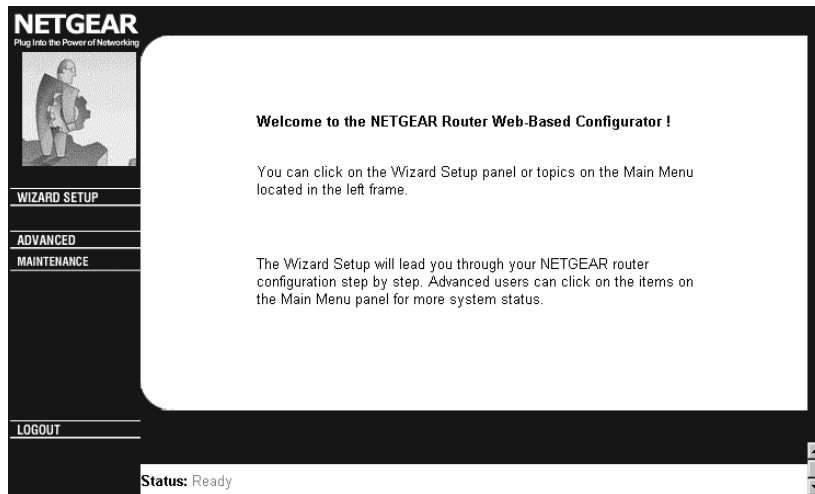 NETGEAR
Plug Into the Power of Networking
WIZARD SETUP
ADVANCED
MAINTENANCE
LOGOUT
Welcome to the NETGEAR Router Web-Based Configurator !
You can click on the Wizard Setup panel or topics on the Main Menu
located in the left frame.
The Wizard Setup will lead you through your NETGEAR router
configuration step by step. Advanced users can click on the items on
the Main Menu panel for more system status.
Status: Ready